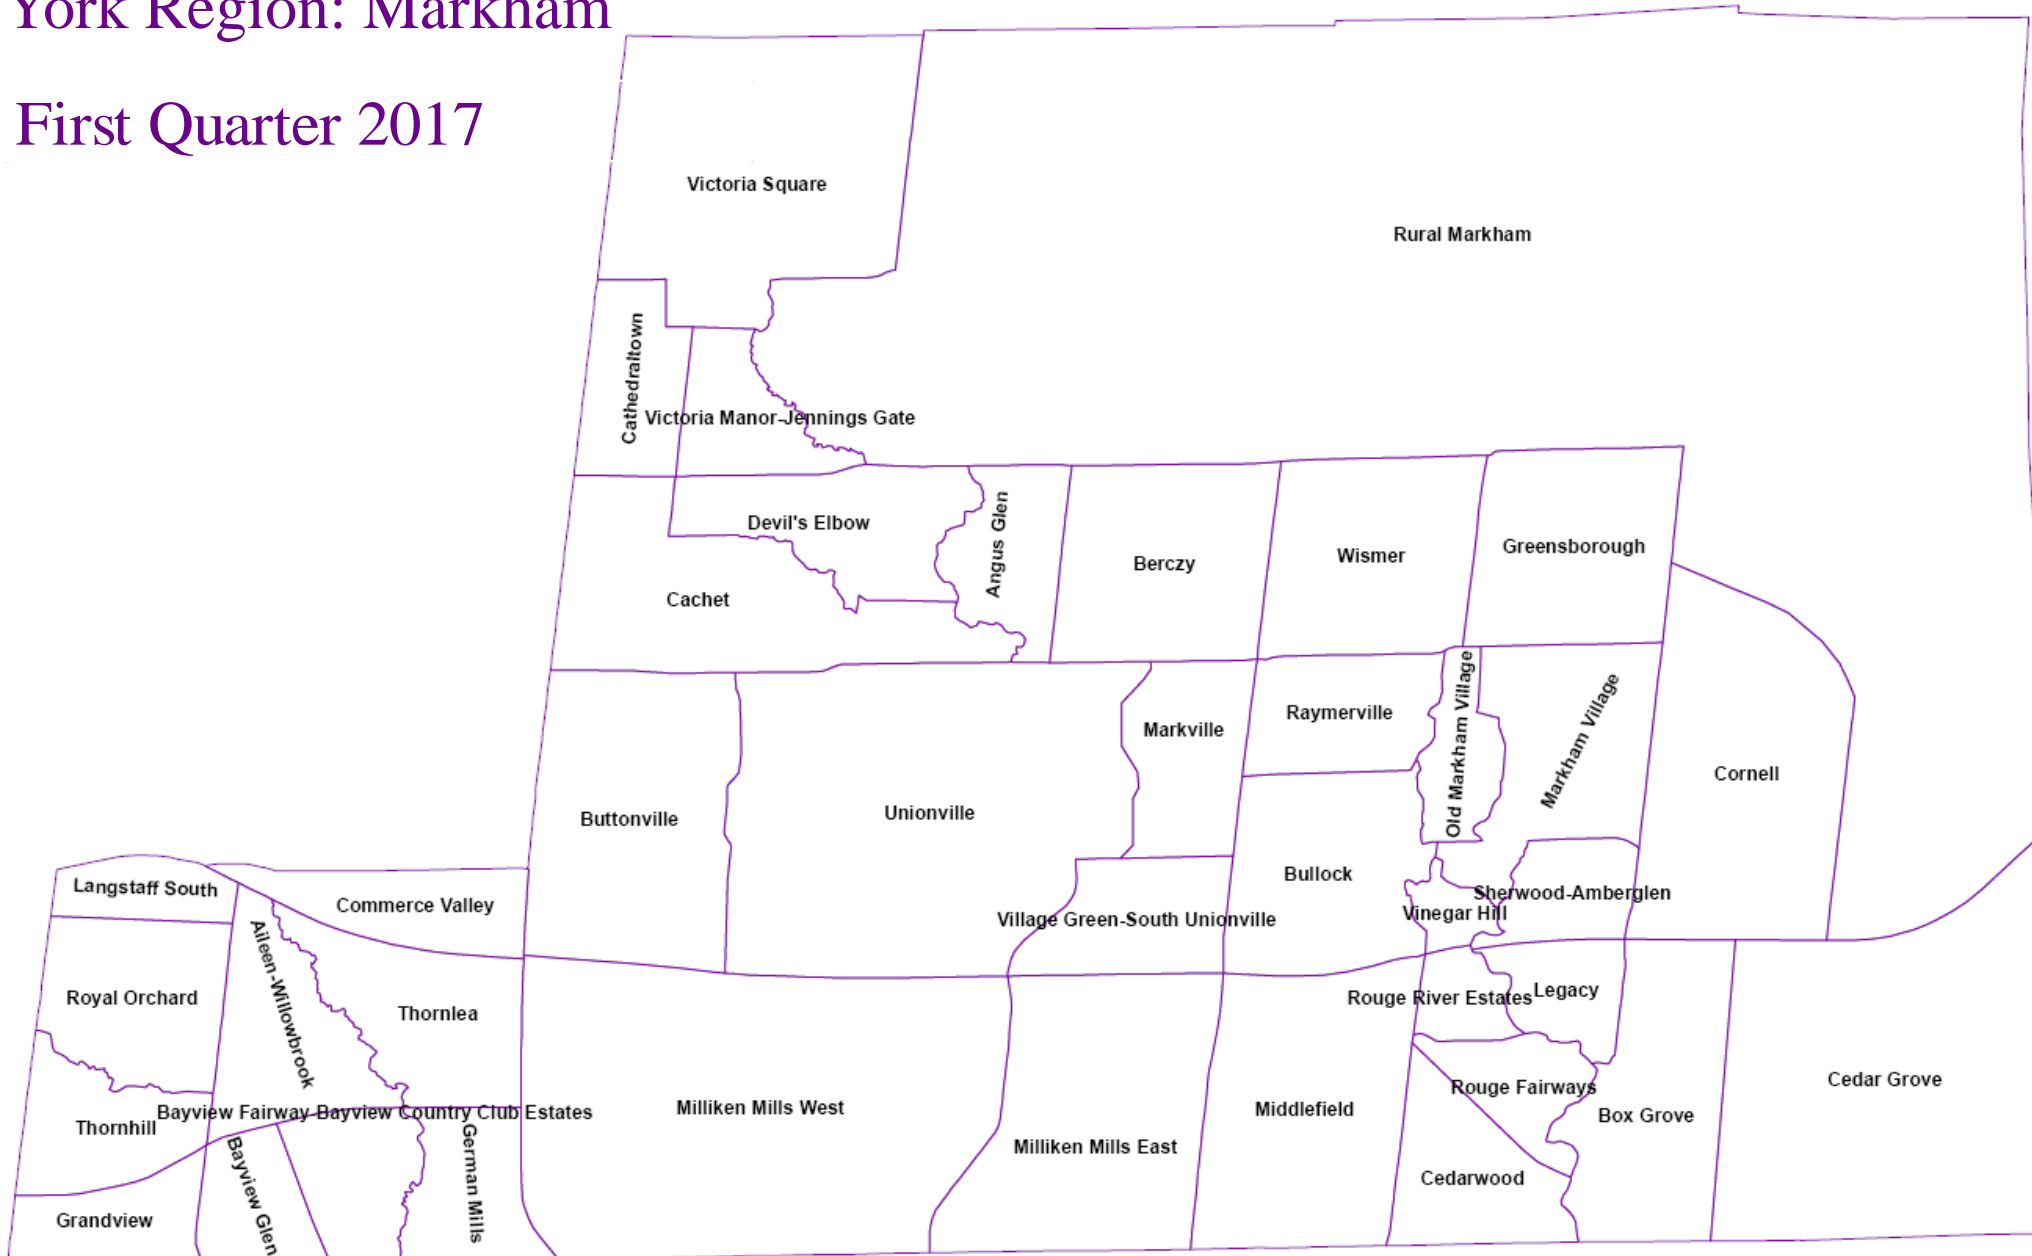 York Region: Markham
First Quarter 2017
Victoria Square
Rural Markham
Cathedraltown
Victoria Manor-Jennings Gate
Devil's Elbow
Angus Glen
Berczy
Wismer
Greensborough
Cachet
Raymerville
Old Markham Village
Markham Village
Markville
Cornell
Buttonville
Unionville
Bullock
Langstaff South
Commerce Valley
Village Green-South Unionville
Vinegar Hill
Sherwood-Amberglen
Aileen-Willowbrook
Royal Orchard
Thornlea
Rouge River Estates
Legacy
Rouge Fairways
Cedar Grove
Bayview Fairway-Bayview Country Club Estates
Thornhill
Milliken Mills West
Milliken Mills East
Middlefield
Box Grove
German Mills
Bayview Glen
Cedarwood
Grandview